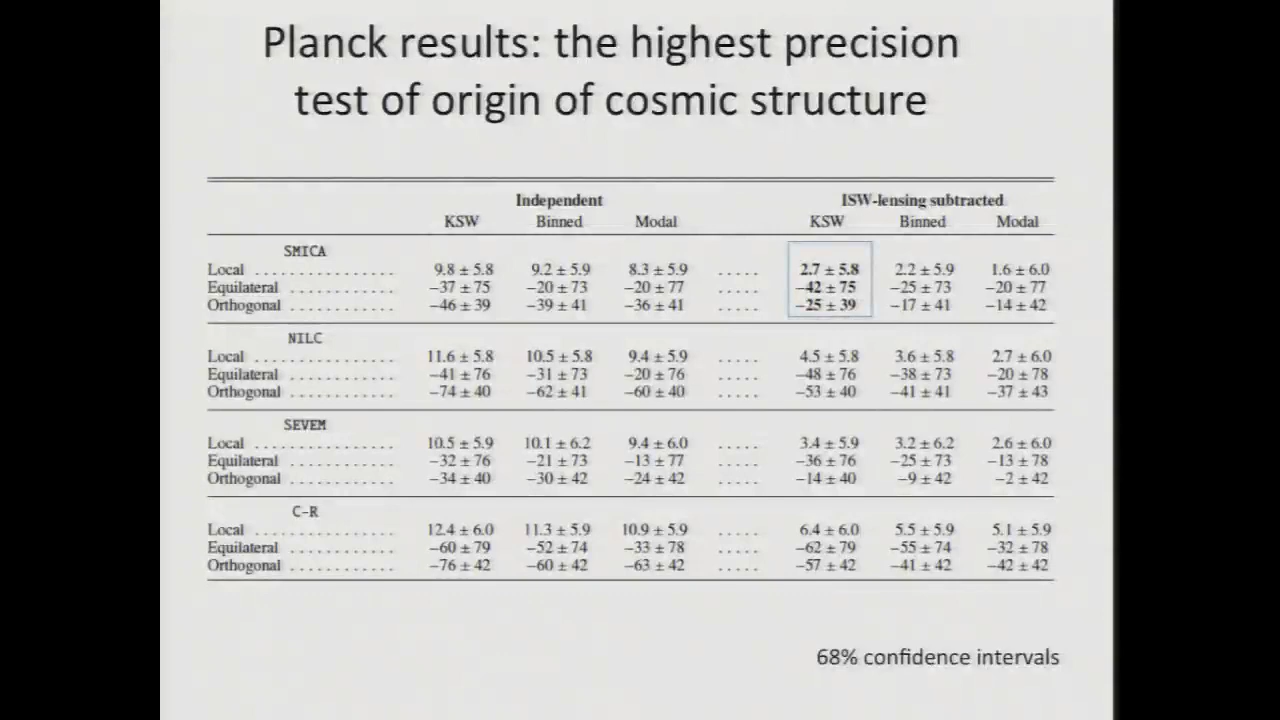 Planck results: the highest precision
test of origin of cosmic structure
Independent ISW-lensing subtracted
KSW Binned Modal KSW Binned Modal
SMICA
Local ................ 9.8 ± 5.8 9.2 ± 5.9 8.3 ± 5.9 ..... 2.7 ± 5.8 2.2 ± 5.9 1.6 ± 6.0
Equilateral ............ −37 ± 75 −20 ± 73 −20 ± 77 ..... −42 ± 75 −25 ± 73 −20 ± 77
Orthogonal ............ −46 ± 39 −39 ± 41 −36 ± 41 ..... −25 ± 39 −17 ± 41 −14 ± 42
NILC
Local ................ 11.6 ± 5.8 10.5 ± 5.8 9.4 ± 5.9 ..... 4.5 ± 5.8 3.6 ± 5.8 2.7 ± 6.0
Equilateral ............ −41 ± 76 −31 ± 73 −20 ± 76 ..... −48 ± 76 −38 ± 73 −20 ± 78
Orthogonal ............ −74 ± 40 −62 ± 41 −60 ± 40 ..... −53 ± 40 −41 ± 41 −37 ± 43
SEVEM
Local ................ 10.5 ± 5.9 10.1 ± 6.2 9.4 ± 6.0 ..... 3.4 ± 5.9 3.2 ± 6.2 2.6 ± 6.0
Equilateral ............ −32 ± 76 −21 ± 73 −13 ± 77 ..... −36 ± 76 −25 ± 73 −13 ± 78
Orthogonal ............ −34 ± 40 −30 ± 42 −24 ± 42 ..... −14 ± 40 −9 ± 42 −2 ± 42
C-R
Local ................ 12.4 ± 6.0 11.3 ± 5.9 10.9 ± 5.9 ..... 6.4 ± 6.0 5.5 ± 5.9 5.1 ± 5.9
Equilateral ............ −60 ± 79 −52 ± 74 −33 ± 78 ..... −62 ± 79 −55 ± 74 −32 ± 78
Orthogonal ............ −76 ± 42 −60 ± 42 −63 ± 42 ..... −57 ± 42 −41 ± 42 −42 ± 42
68% confidence intervals